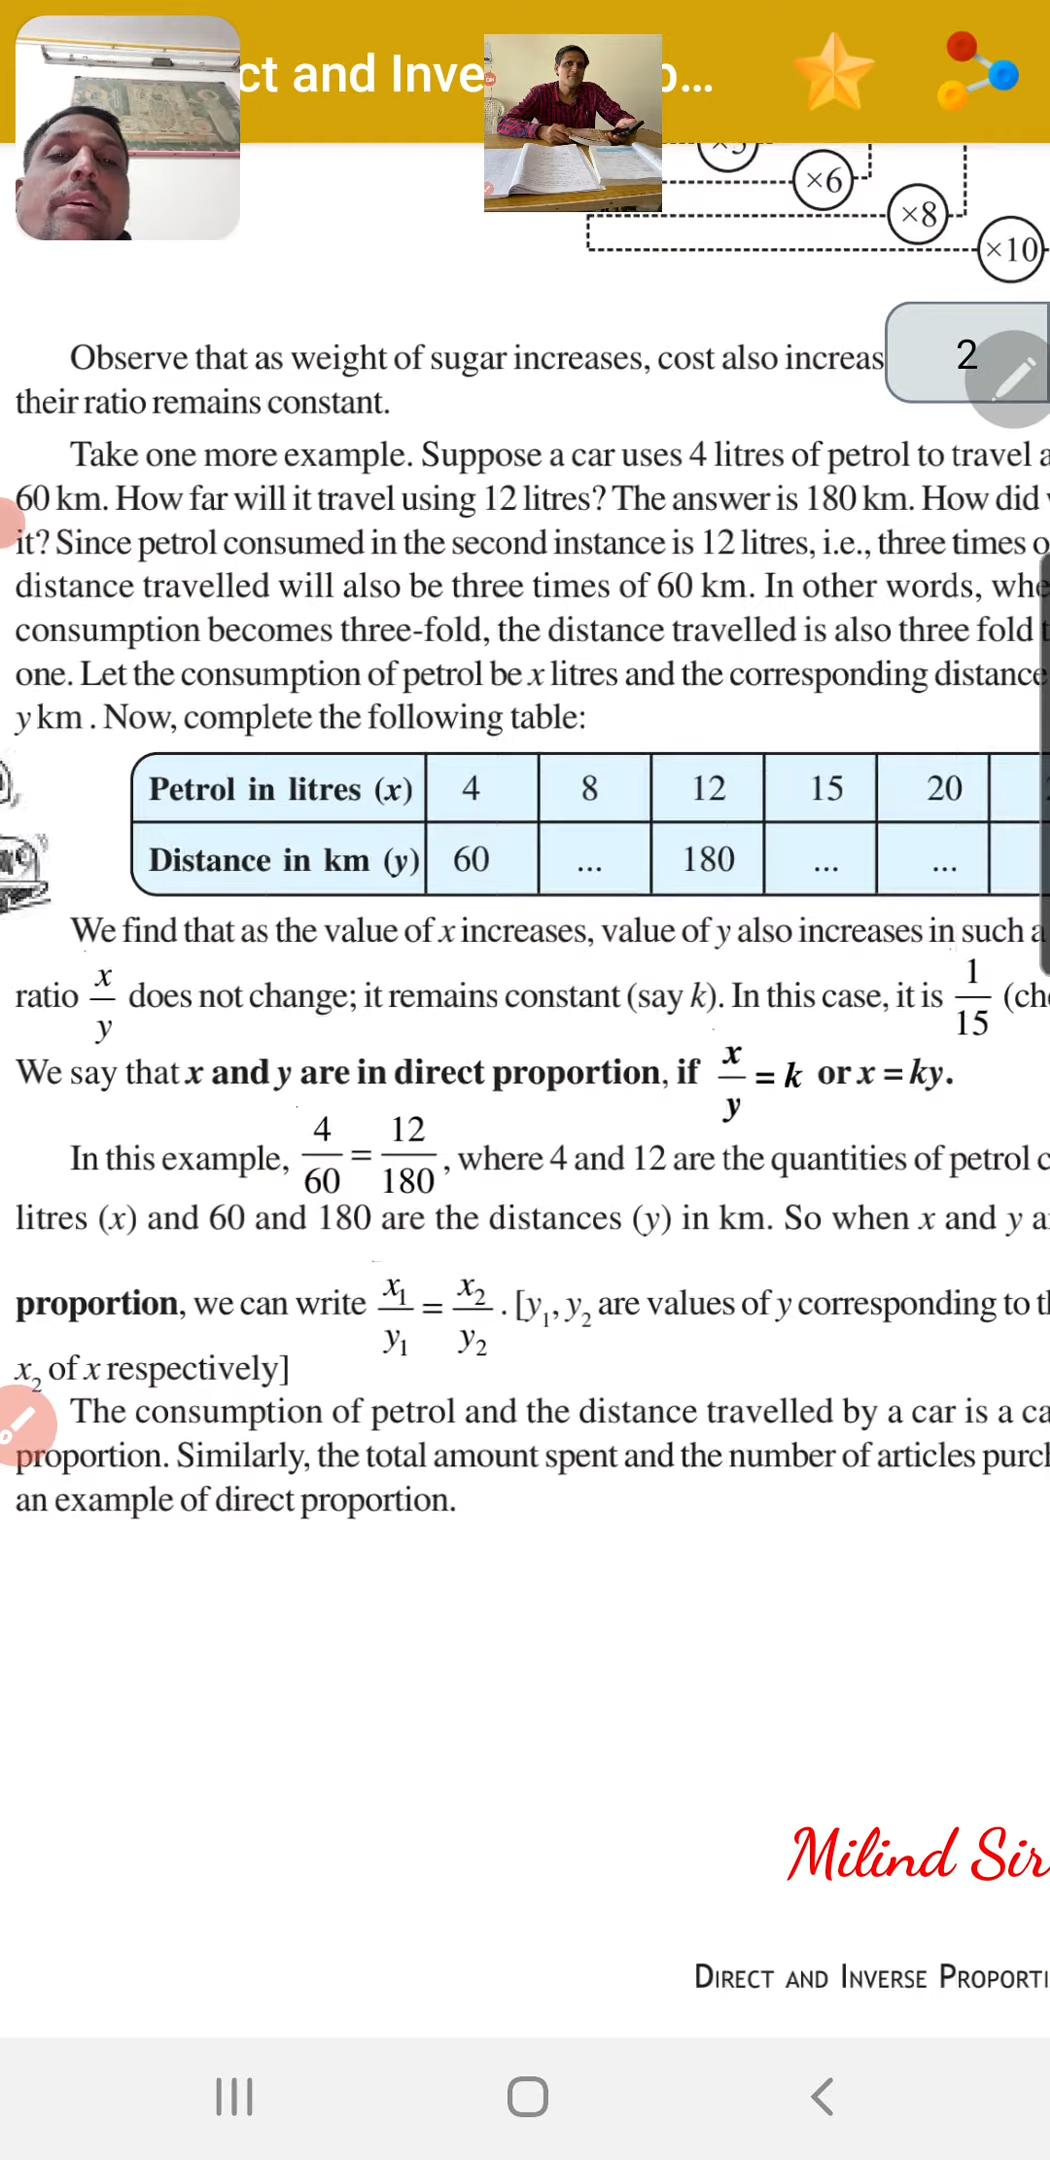 ct and Inve
...
×6
×8
×10
2
Observe that as weight of sugar increases, cost also increas
their ratio remains constant.
Take one more example. Suppose a car uses 4 litres of petrol to travel a
60 km. How far will it travel using 12 litres? The answer is 180 km. How did
it? Since petrol consumed in the second instance is 12 litres, i.e., three times o
distance travelled will also be three times of 60 km. In other words, whe
consumption becomes three-fold, the distance travelled is also three fold
one. Let the consumption of petrol be x litres and the corresponding distance
y km . Now, complete the following table:
Petrol in litres (x) 4 8 12 15 20
Distance in km (y) 60 ... 180 ... ...
We find that as the value of x increases, value of y also increases in such a
ratio x/y does not change; it remains constant (say k). In this case, it is 1/15 (ch
We say that x and y are in direct proportion, if x/y = k or x = ky.
In this example, 4/60 = 12/180, where 4 and 12 are the quantities of petrol c
litres (x) and 60 and 180 are the distances (y) in km. So when x and y a
proportion, we can write x₁/y₁ = x₂/y₂ . [y₁, y₂ are values of y corresponding to
x₂ of x respectively]
The consumption of petrol and the distance travelled by a car is a ca
proportion. Similarly, the total amount spent and the number of articles purc
an example of direct proportion.
Milind Sir
DIRECT AND INVERSE PROPORTI